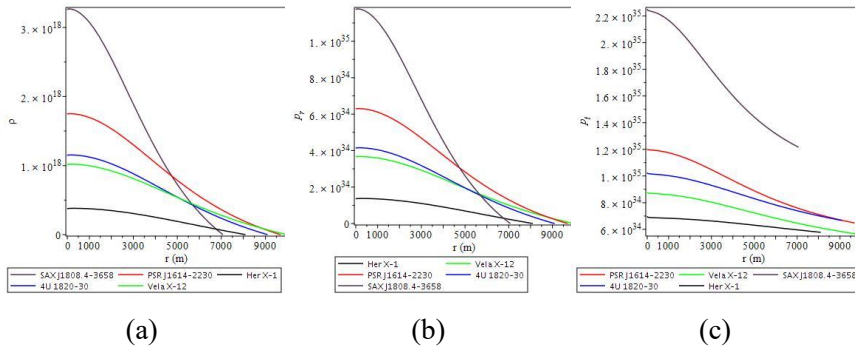 3. × 10^18
2. × 10^18
ρ
1. × 10^18
0
0 1000 3000 5000 7000 9000
r (m)
SAX J1808.4-3658 PSR J1614-2230 Her X-1
4U 1820-30 Vela X-12
(a)
1. × 10^35
8. × 10^34
p_r
6. × 10^34
4. × 10^34
2 × 10^34
0
0 1000 3000 5000 7000 9000
r (m)
Her X-1 Vela X-12
PSR J1614-2230 4U 1820-30
SAX J1808.4-3658
(b)
2.2 × 10^35
2. × 10^35
1.8 × 10^35
1.6 × 10^35
p_t
1.4 × 10^35
1.2 × 10^35
1. × 10^35
8. × 10^34
6. × 10^34
0 1000 3000 5000 7000 9000
r (m)
PSR J1614-2230 Vela X-12 SAX J1808.4-3658
4U 1820-30 Her X-1
(c)